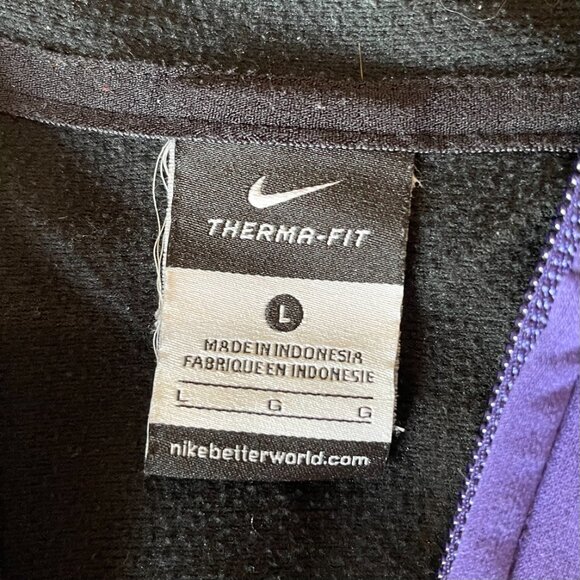 THERMA-FIT
L
MADE IN INDONESIA
FABRIQUE EN INDONESIE
L G G
nikebetterworld.com